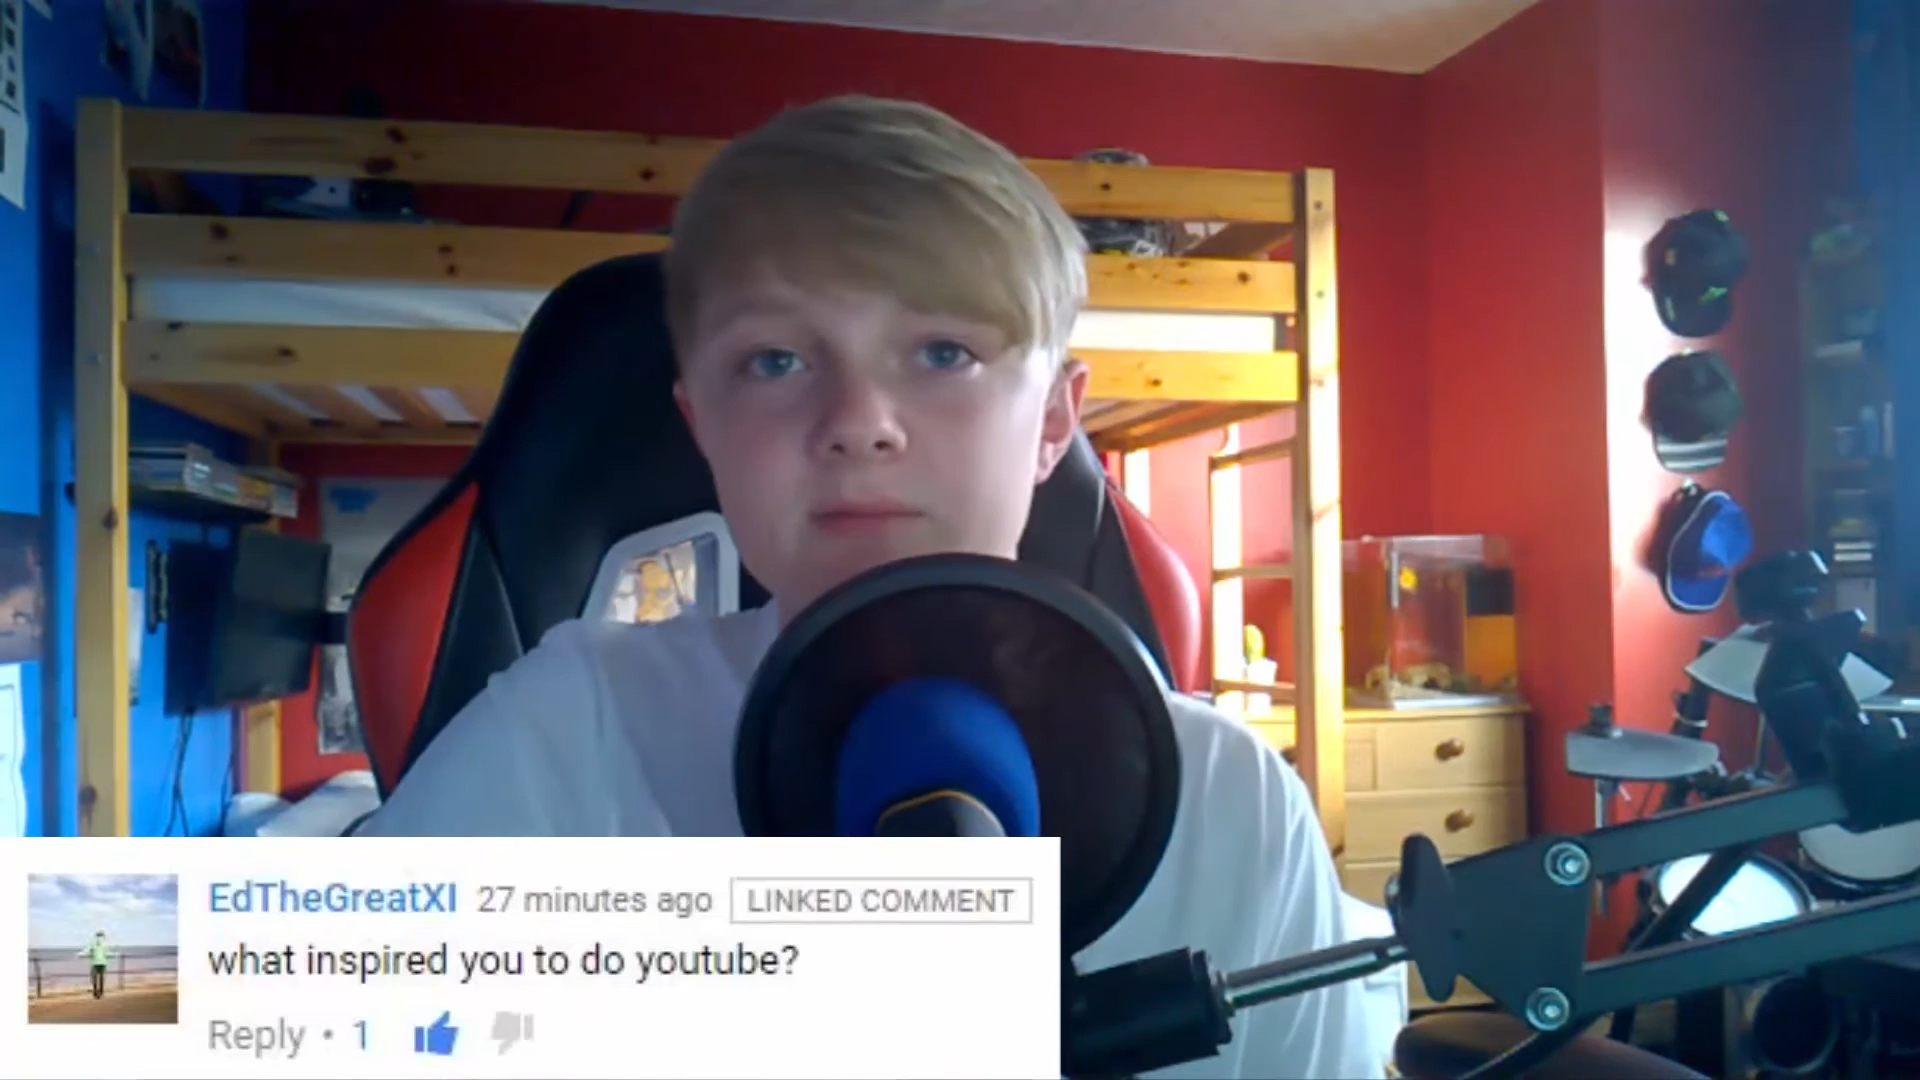 EdTheGreatXI 27 minutes ago LINKED COMMENT
what inspired you to do youtube?
Reply • 1